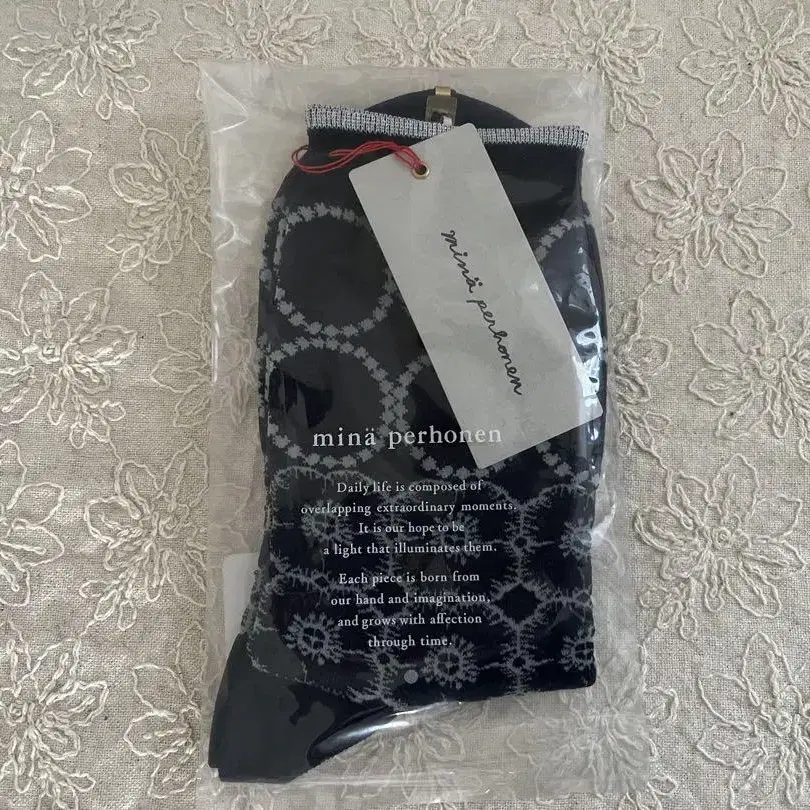 minä perhonen
minä perhonen
Daily life is composed of
overlapping extraordinary moments.
It is our hope to be
a light that illuminates them.
Each piece is born from
our hand and imagination,
and grows with affection
through time.